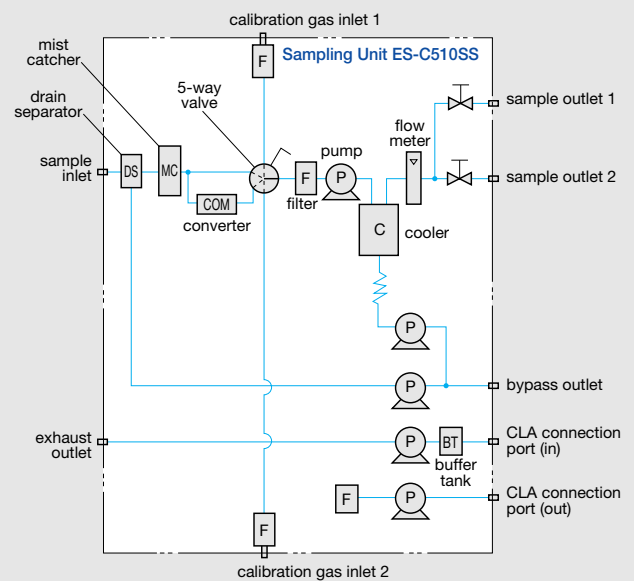 calibration gas inlet 1
Sampling Unit ES-C510SS
F
mist
catcher
5-way
valve
drain
separator
sample
inlet
DS
MC
COM
converter
F
filter
pump
P
flow
meter
C
cooler
sample outlet 1
sample outlet 2
P
P
bypass outlet
exhaust
outlet
P
BT
buffer
tank
CLA connection
port (in)
F
P
CLA connection
port (out)
F
calibration gas inlet 2